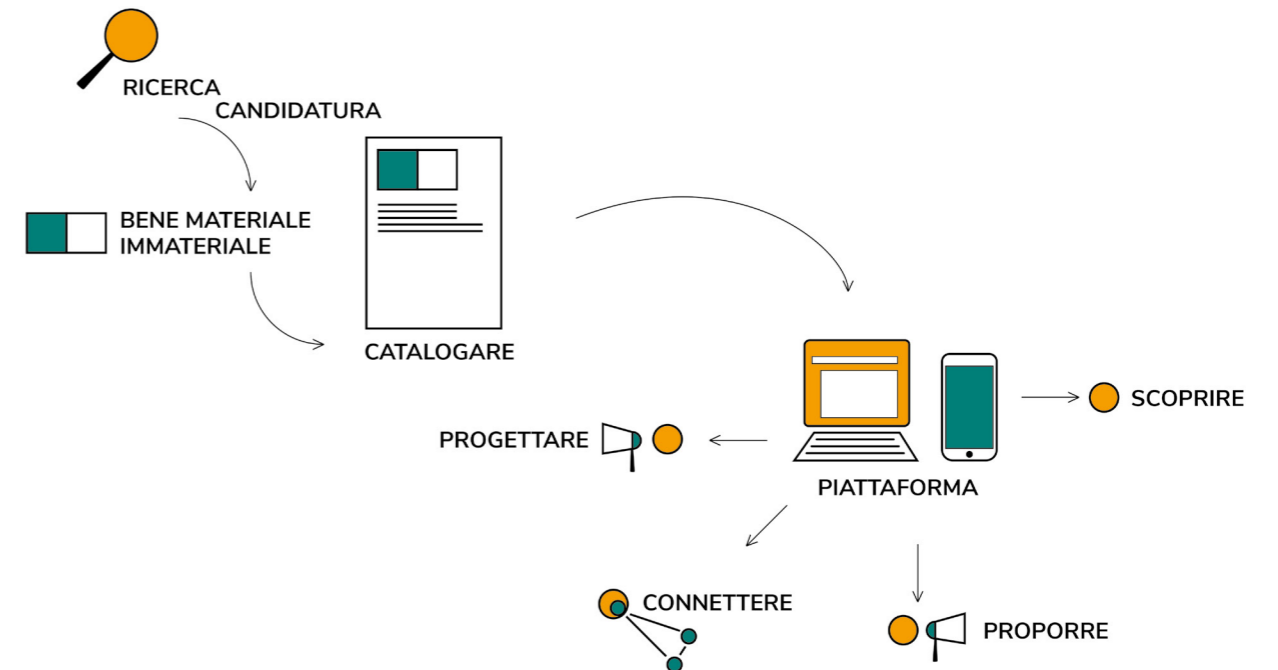 RICERCA
CANDIDATURA
BENE MATERIALE
IMMATERIALE
CATALOGARE
SCOPRIRE
PROGETTARE
PIATTAFORMA
CONNETTERE
PROPORRE